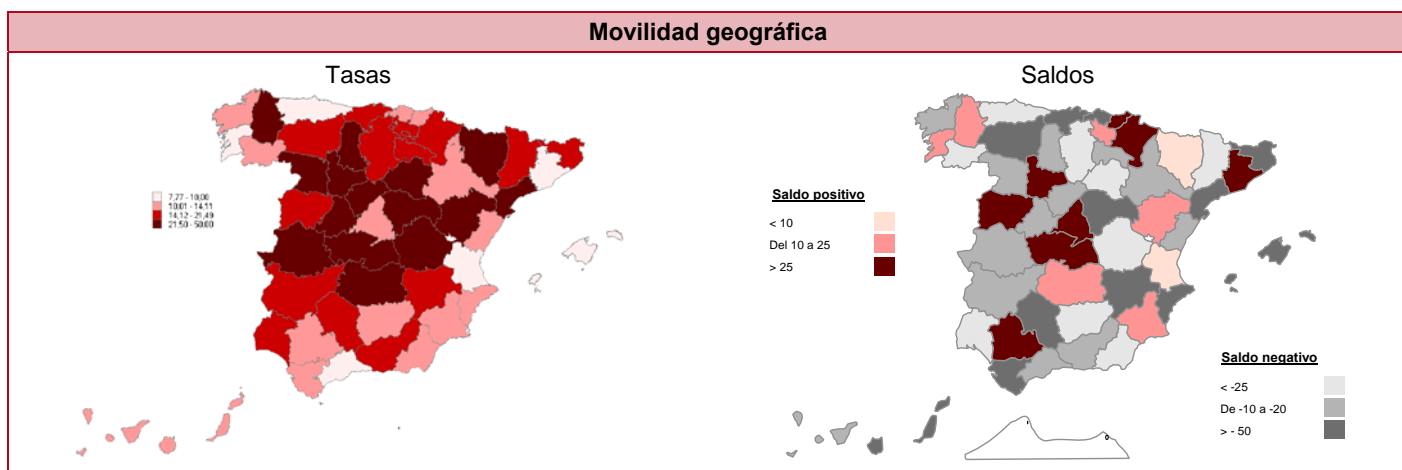 Movilidad geográfica
Tasas
7,77 - 10,00
10,01 - 14,11
14,12 - 21,49
21,50 - 50,00
Saldos
Saldo positivo
< 10
Del 10 a 25
> 25
Saldo negativo
< -25
De -10 a -20
> - 50